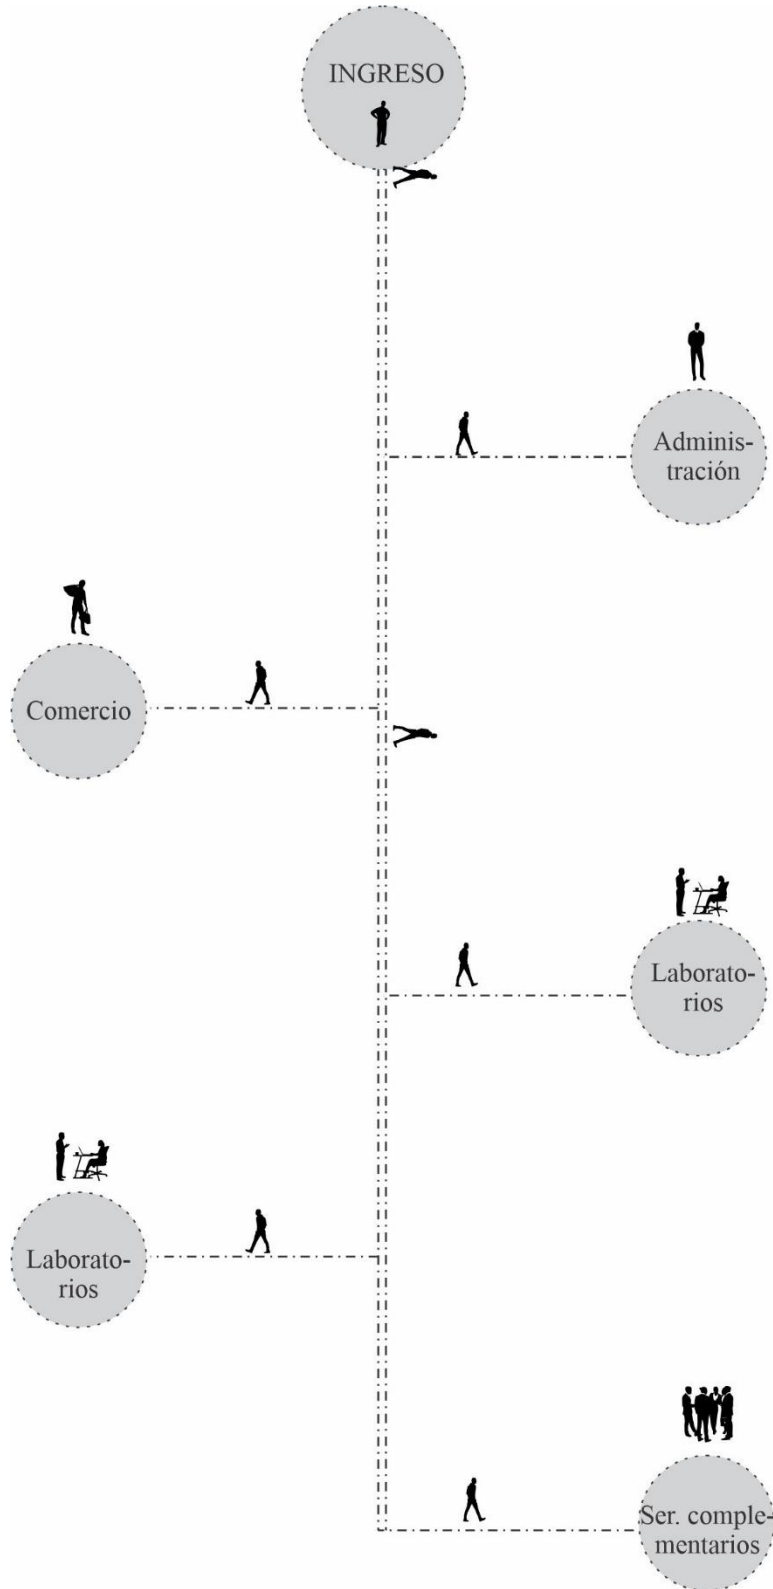 INGRESO
Adminis-
tración
Comercio
Laborato-
rios
Laborato-
rios
Ser. comple-
mentarios